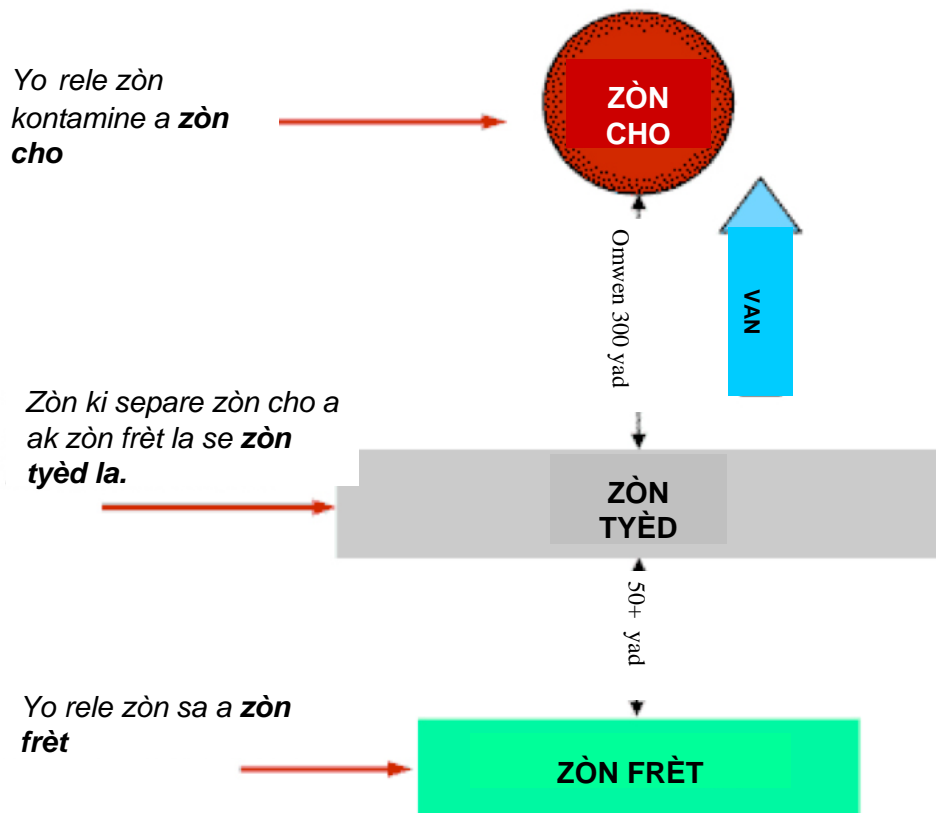 Yo rele zòn
kontamine a zòn
cho
ZÒN
CHO
Omwen 300 yad
VAN
Zòn ki separe zòn cho a
ak zòn frèt la se zòn
tyèd la.
ZÒN
TYÈD
50+ yad
Yo rele zòn sa a zòn
frèt
ZÒN FRÈT